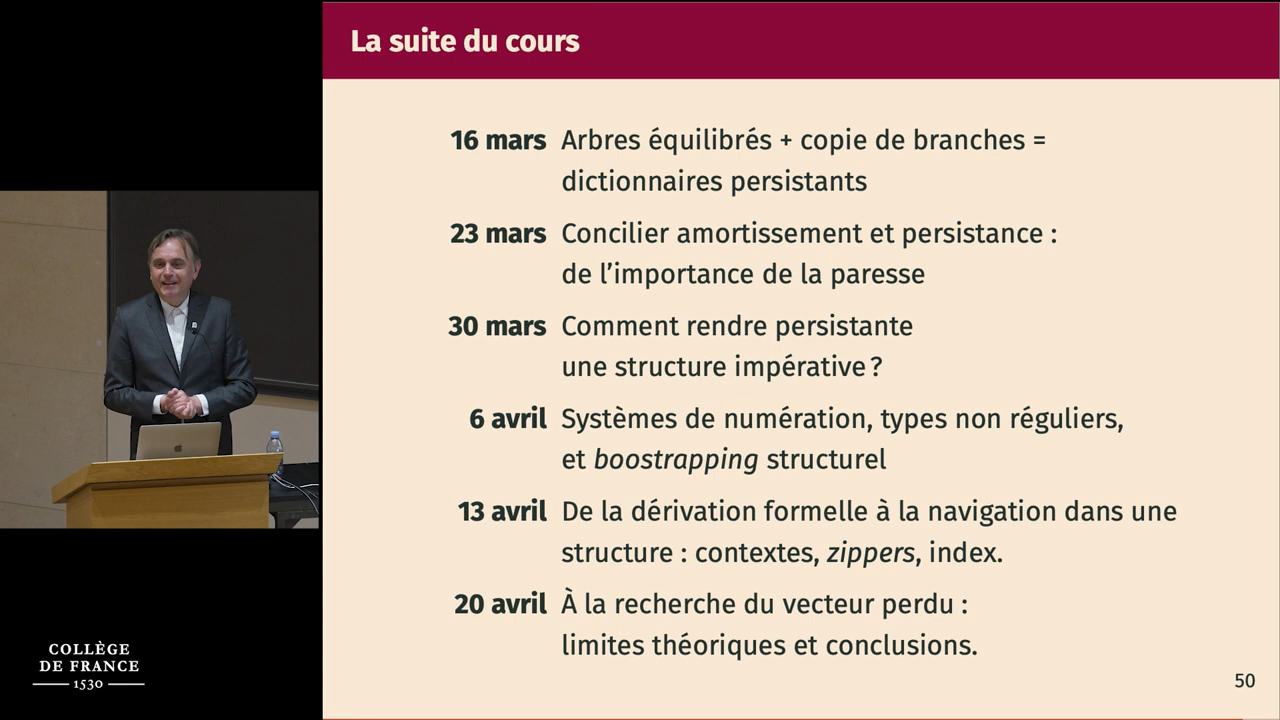 La suite du cours
16 mars Arbres équilibrés + copie de branches =
dictionnaires persistants
23 mars Concilier amortissement et persistance :
de l'importance de la paresse
30 mars Comment rendre persistante
une structure impérative ?
6 avril Systèmes de numération, types non réguliers,
et boostrapping structurel
13 avril De la dérivation formelle à la navigation dans une
structure : contextes, zippers, index.
20 avril À la recherche du vecteur perdu :
limites théoriques et conclusions.
50
COLLÈGE
DE FRANCE
1530